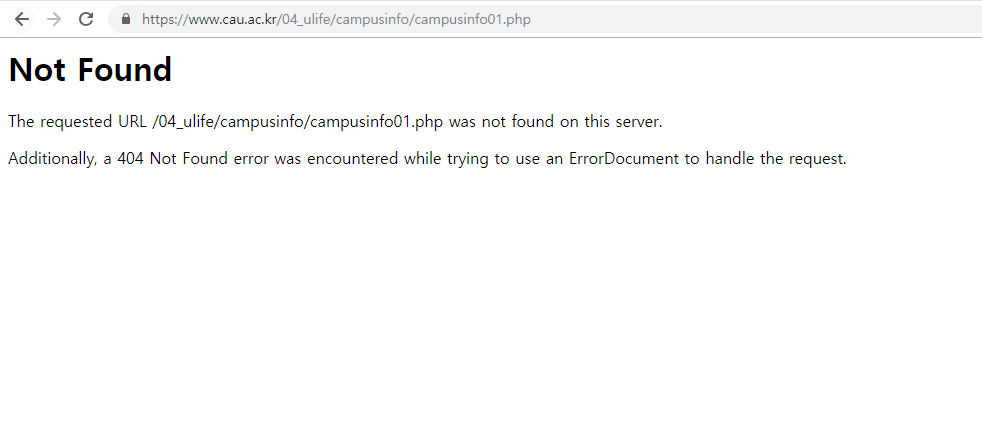 https://www.cau.ac.kr/04_ulife/campusinfo/campusinfo01.php
Not Found
The requested URL /04_ulife/campusinfo/campusinfo01.php was not found on this server.
Additionally, a 404 Not Found error was encountered while trying to use an ErrorDocument to handle the request.